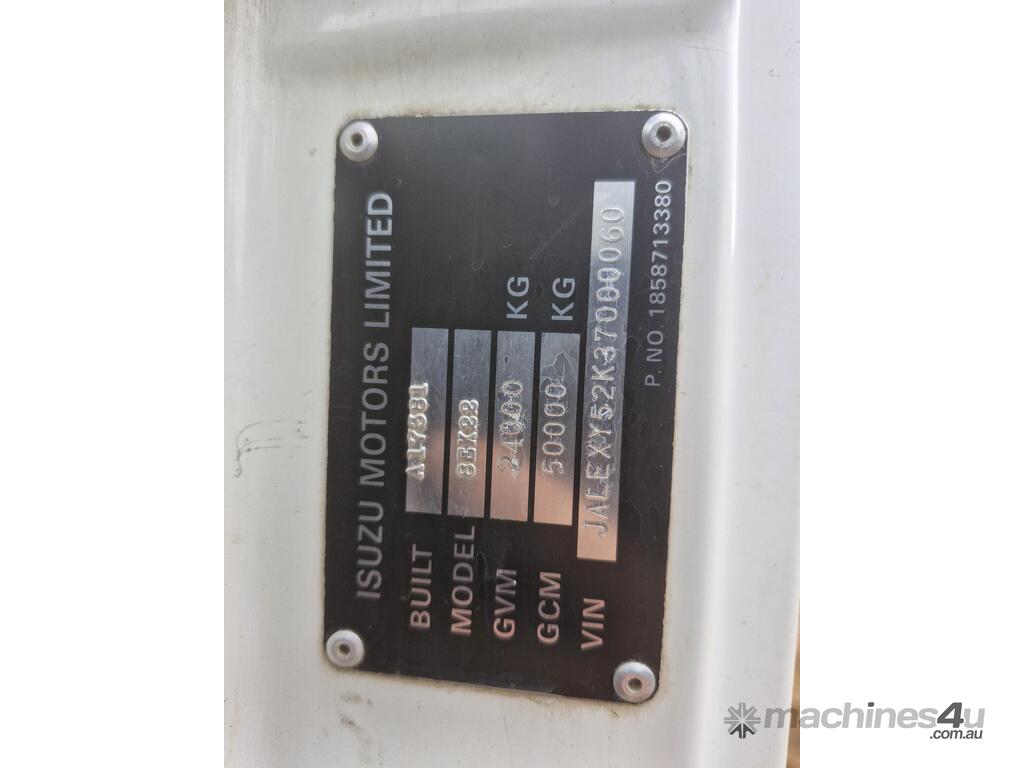 ISUZU MOTORS LIMITED
BUILT A17381
MODEL 8EK22
GVM 24000 KG
GCM 50000 KG
VIN JALEXY52K37000060
P. NO. 1858713380
machines4u
.com.au